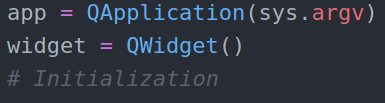 app = QApplication(sys.argv)
widget = QWidget()
# Initialization